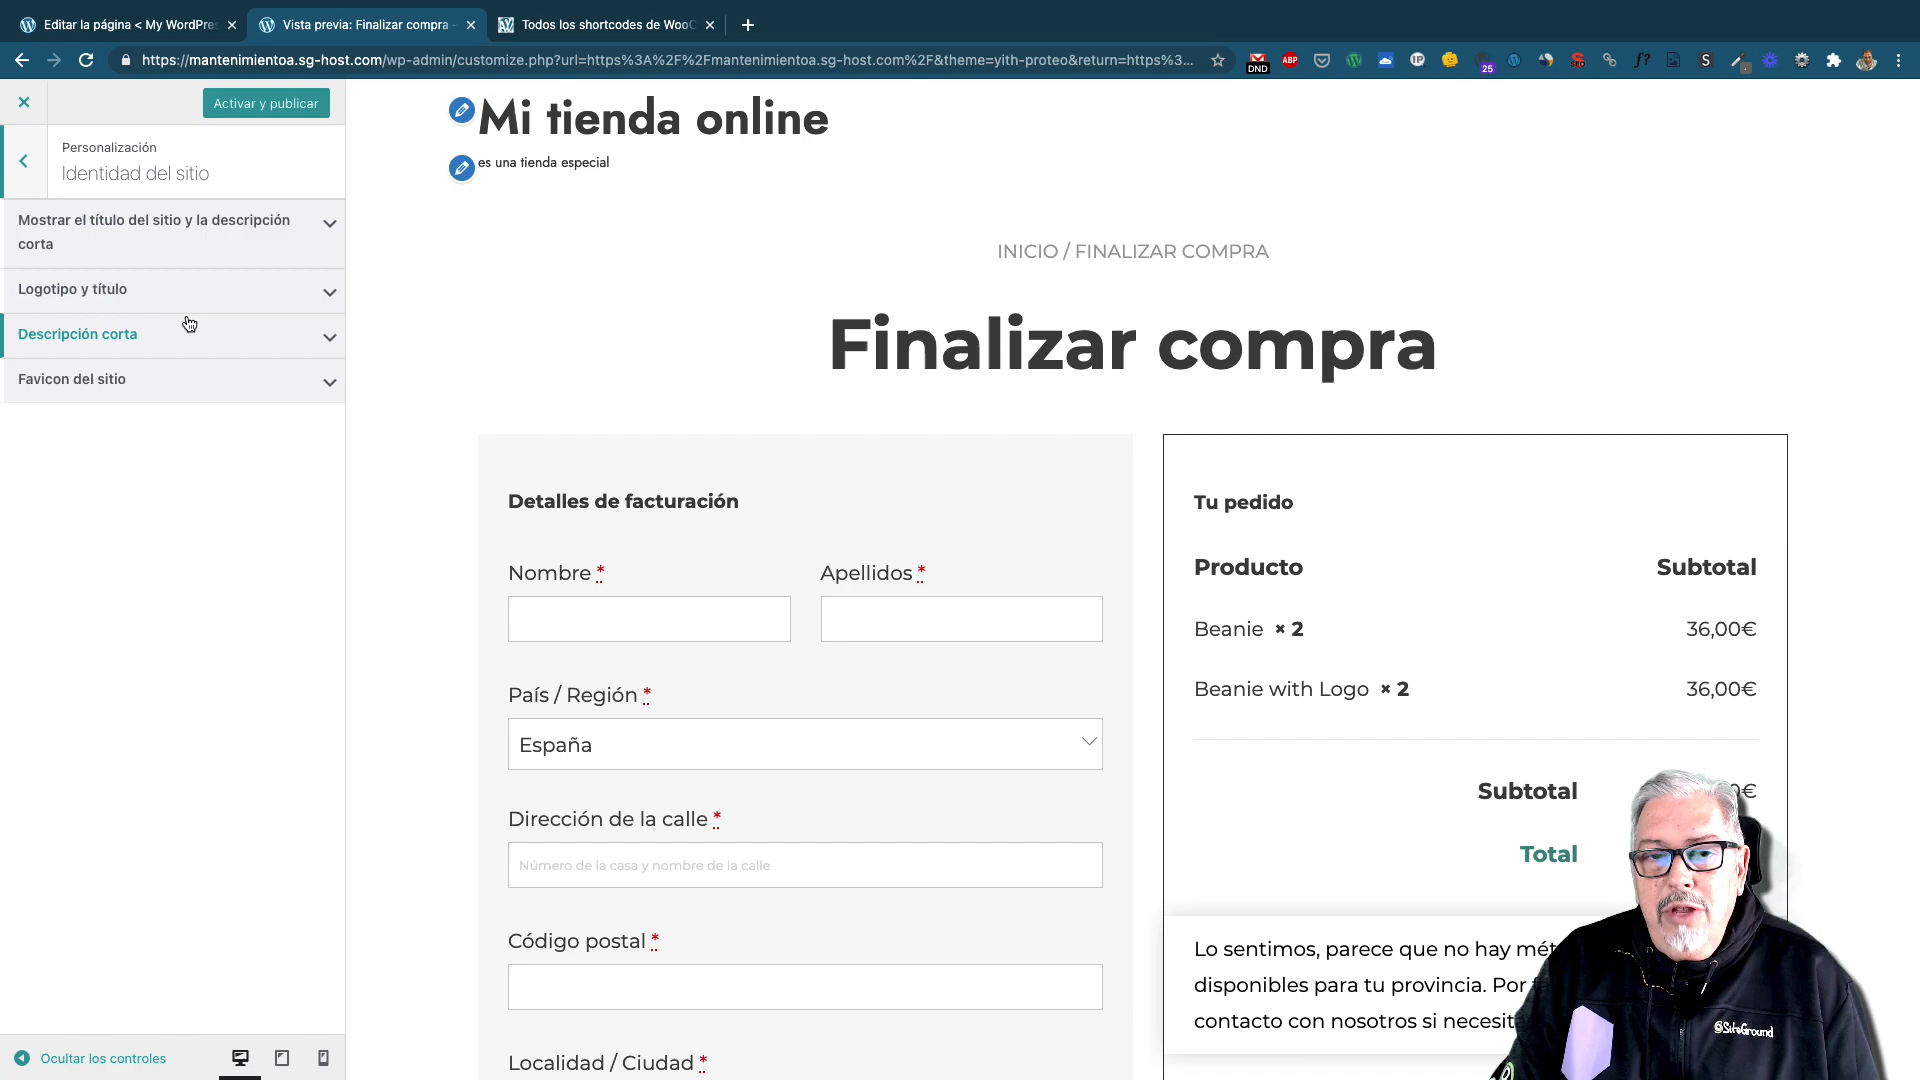 Editar la página < My WordPre
Vista previa: Finalizar compra -
Todos los shortcodes de WooC
https://mantenimientoa.sg-host.com/wp-admin/customize.php?url=https%3A%2F%2Fmantenimientoa.sg-host.com%2F&theme=yith-proteo&return=https%3...
DND
ABP
25
Activar y publicar
Personalización
Identidad del sitio
Mostrar el título del sitio y la descripción
corta
Logotipo y título
Descripción corta
Favicon del sitio
Ocultar los controles
Mi tienda online
es una tienda especial
INICIO / FINALIZAR COMPRA
Finalizar compra
Detalles de facturación
Nombre *
Apellidos *
País / Región *
España
Dirección de la calle *
Número de la casa y nombre de la calle
Código postal *
Localidad / Ciudad *
Tu pedido
Producto Subtotal
Beanie × 2 36,00€
Beanie with Logo × 2 36,00€
Subtotal
Total
Lo sentimos, parece que no hay mét
disponibles para tu provincia. Por
contacto con nosotros si necesit
@SiteGround